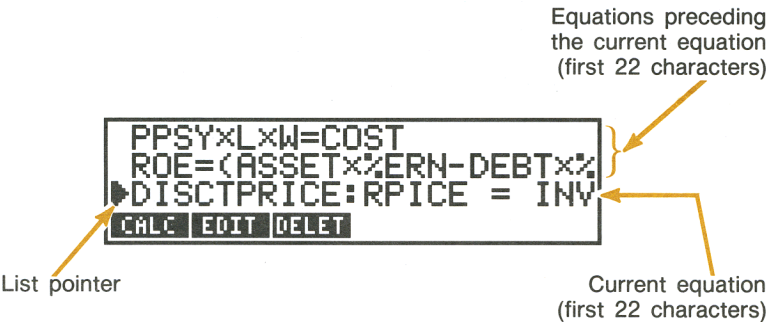 Equations preceding
the current equation
(first 22 characters)
PPSY×L×W=COST
ROE=(ASSET×%ERN-DEBT×%
DISCTPRICE:RPICE = INV
CALC EDIT DELET
List pointer
Current equation
(first 22 characters)